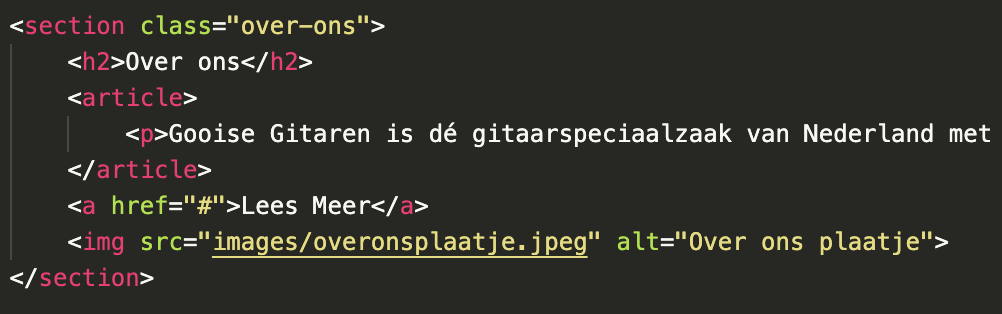 <section class="over-ons">
    <h2>Over ons</h2>
    <article>
        <p>Gooise Gitaren is dé gitaarspeciaalzaak van Nederland met
    </article>
    <a href="#">Lees Meer</a>
    <img src="images/overonsplaatje.jpeg" alt="Over ons plaatje">
</section>